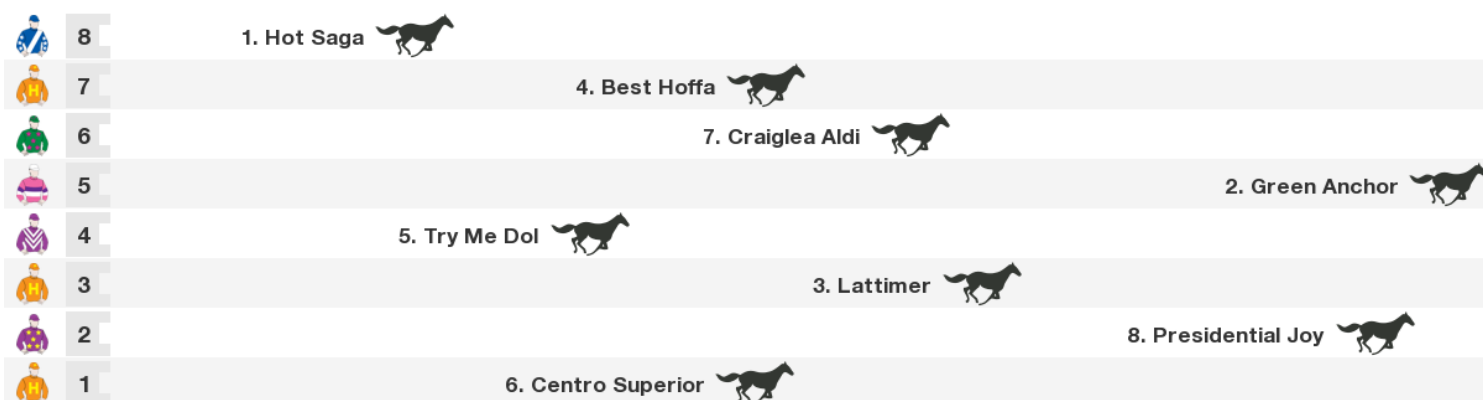 8 1. Hot Saga
H 7 4. Best Hoffa
6 7. Craiglea Aldi
5 2. Green Anchor
4 5. Try Me Dol
H 3 3. Lattimer
2 8. Presidential Joy
H 1 6. Centro Superior